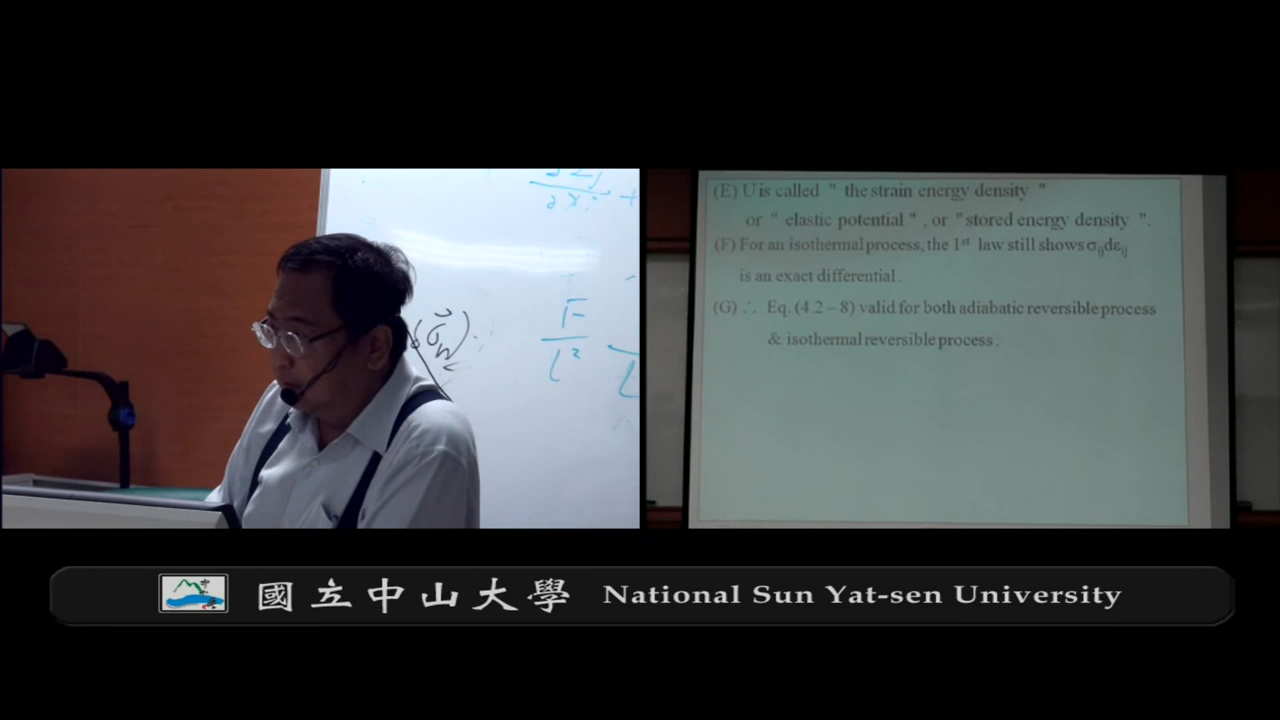 (E) U is called " the strain energy density "
or " elastic potential " , or " stored energy density ".
(F) For an isothermal process, the 1st law still shows σijdεij
is an exact differential .
(G) ∴ Eq. (4.2 – 8) valid for both adiabatic reversible process
& isothermal reversible process .
F
l²
國立中山大學 National Sun Yat-sen University